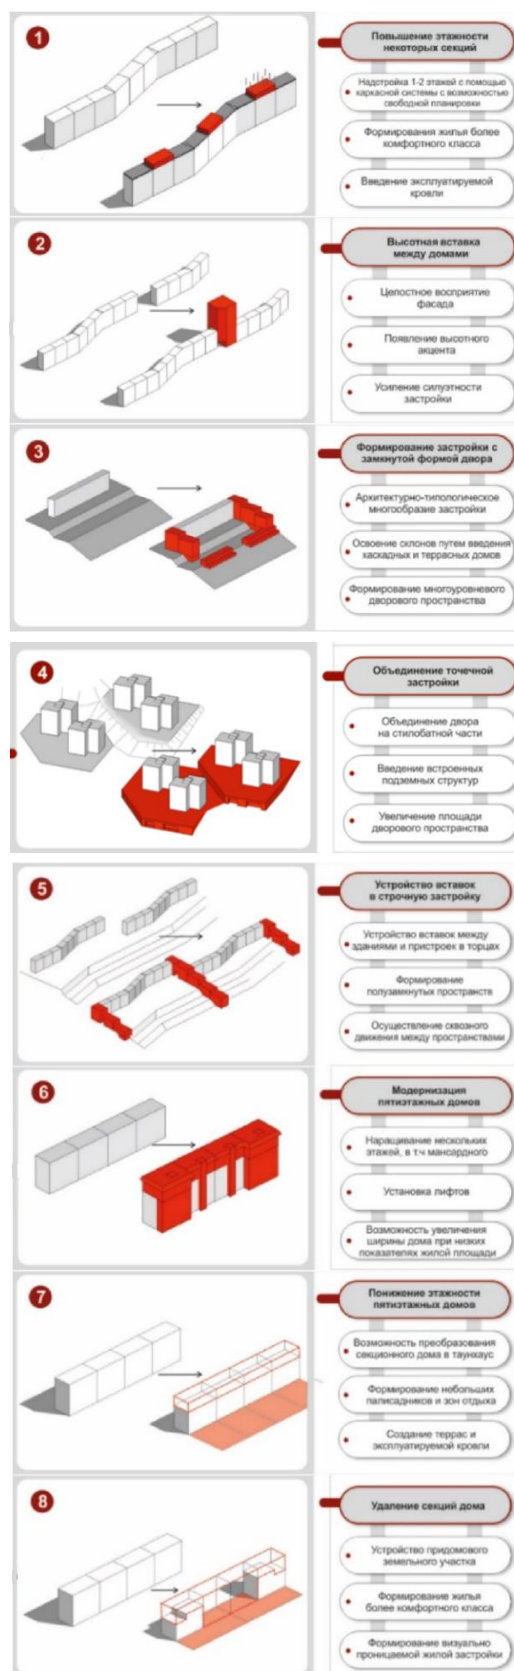 1
Повышение этажности
некоторых секций
Надстройка 1-2 этажей с помощью
каркасной системы с возможностью
свободной планировки
Формирования жилья более
комфортного класса
Введение эксплуатируемой
кровли
2
Высотная вставка
между домами
Целостное восприятие
фасада
Появление высотного
акцента
Усиление силуэтности
застройки
3
Формирование застройки с
замкнутой формой двора
Архитектурно-типологическое
многообразие застройки
Освоение склонов путем введения
каскадных и террасных домов
Формирование многоуровневого
дворового пространства
4
Объединение точечной
застройки
Объединение двора
на стилобатной части
Введение встроенных
подземных структур
Увеличение площади
дворового пространства
5
Устройство вставок
в строчную застройку
Устройство вставок между
зданиями и пристроек в торцах
Формирование
полузамкнутых пространств
Осуществление сквозного
движения между пространствами
6
Модернизация
пятиэтажных домов
Наращивание нескольких
этажей, в т.ч мансардного
Установка лифтов
Возможность увеличения
ширины дома при низких
показателях жилой площади
7
Понижение этажности
пятиэтажных домов
Возможность преобразования
секционного дома в таунхаус
Формирование небольших
палисадников и зон отдыха
Создание террас и
эксплуатируемой кровли
8
Удаление секций дома
Устройство придомового
земельного участка
Формирование жилья
более комфортного класса
Формирование визуально
проницаемой жилой застройки